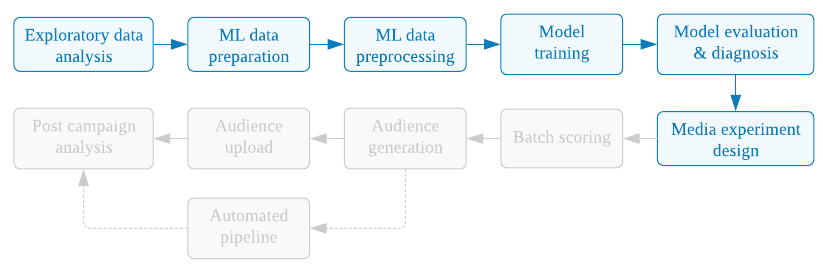 Exploratory data
analysis
ML data
preparation
ML data
preprocessing
Model
training
Model evaluation
& diagnosis
Post campaign
analysis
Audience
upload
Audience
generation
Batch scoring
Media experiment
design
Automated
pipeline